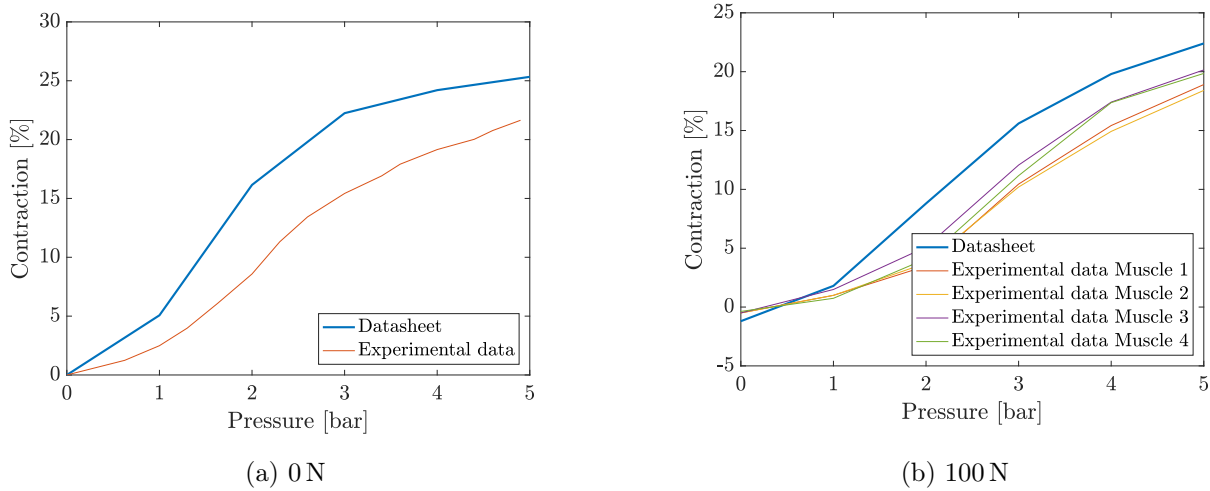 30
25
20
15
10
5
0
Contraction [%]
0 1 2 3 4 5
Pressure [bar]
Datasheet
Experimental data
(a) 0 N
25
20
15
10
5
0
-5
Contraction [%]
0 1 2 3 4 5
Pressure [bar]
Datasheet
Experimental data Muscle 1
Experimental data Muscle 2
Experimental data Muscle 3
Experimental data Muscle 4
(b) 100 N